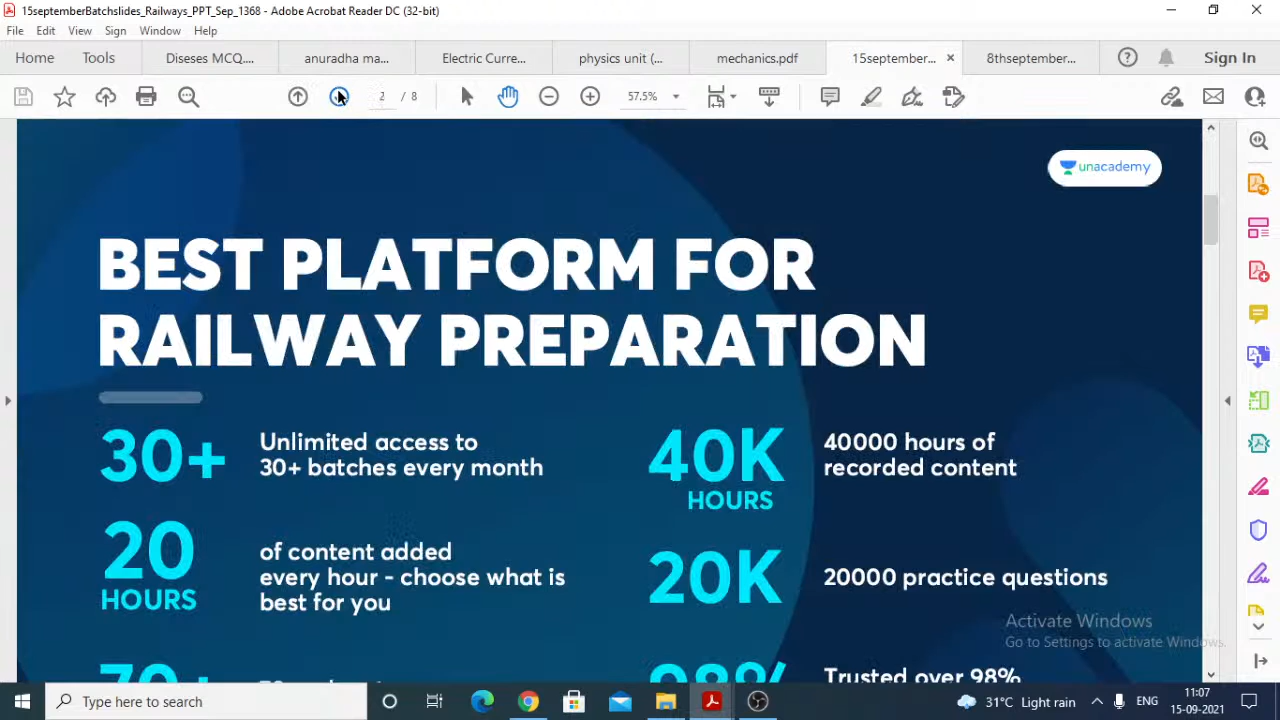 15septemberBatchslides_Railways_PPT_Sep_1368 - Adobe Acrobat Reader DC (32-bit)
File Edit View Sign Window Help
Home Tools Diseses MCQ.... anuradha ma... Electric Curre... physics unit (... mechanics.pdf 15september... × 8thseptember... Sign In
2 / 8 57.5%
unacademy
BEST PLATFORM FOR
RAILWAY PREPARATION
30+ Unlimited access to
30+ batches every month
40K HOURS 40000 hours of
recorded content
20 HOURS of content added
every hour - choose what is
best for you
20K 20000 practice questions
Activate Windows
Go to Settings to activate Windows.
70+
98% Trusted over 98%
Type here to search 31°C Light rain ENG 11:07
15-09-2021